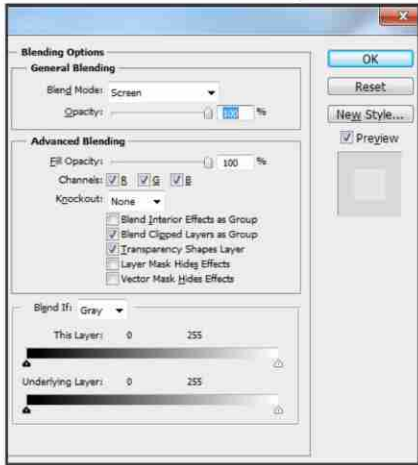 Blending Options
General Blending
Blend Mode: Screen
Opacity: 100 %
Advanced Blending
Fill Opacity: 100 %
Channels: R G B
Knockout: None
Blend Interior Effects as Group
Blend Clipped Layers as Group
Transparency Shapes Layer
Layer Mask Hides Effects
Vector Mask Hides Effects
Blend If: Gray
This Layer: 0 255
Underlying Layer: 0 255
OK
Reset
New Style...
Preview